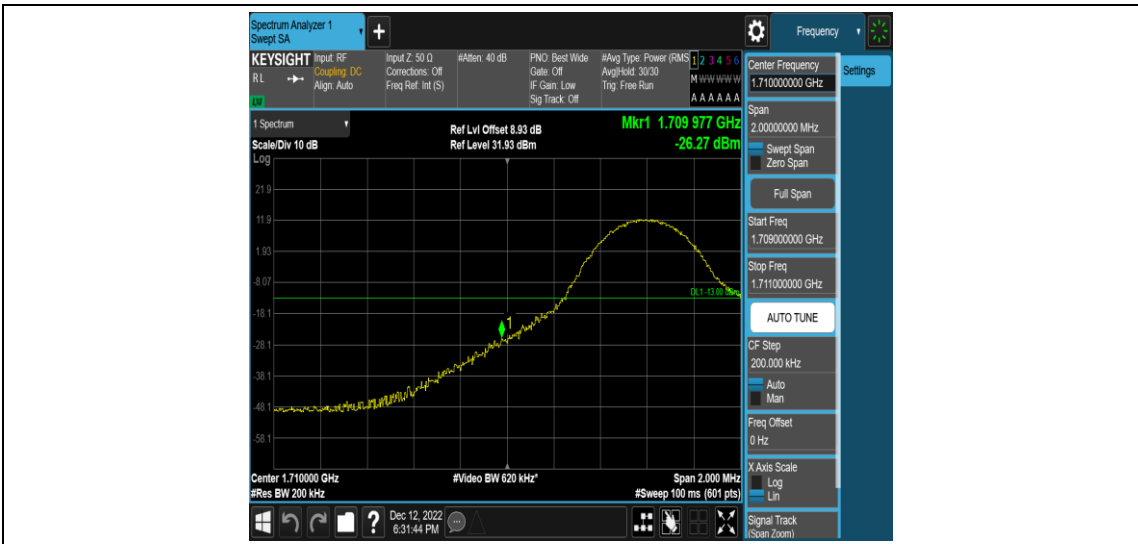 Spectrum Analyzer 1
Swept SA
+
Frequency
KEYSIGHT
RL
LXI
Input: RF
Coupling: DC
Align: Auto
Input Z: 50 Ω
Corrections: Off
Freq Ref: Int (S)
#Atten: 40 dB
PNO: Best Wide
Gate: Off
IF Gain: Low
Sig Track: Off
#Avg Type: Power (RMS
Avg|Hold: 30/30
Trig: Free Run
1 2 3 4 5 6
M W W W W W
A A A A A A
Center Frequency
1.710000000 GHz
Settings
Span
2.00000000 MHz
Swept Span
Zero Span
Full Span
Start Freq
1.709000000 GHz
Stop Freq
1.711000000 GHz
AUTO TUNE
CF Step
200.000 kHz
Auto
Man
Freq Offset
0 Hz
X Axis Scale
Log
Lin
Signal Track
(Span Zoom)
1 Spectrum
Scale/Div 10 dB
Log
Ref Lvl Offset 8.93 dB
Ref Level 31.93 dBm
Mkr1 1.709 977 GHz
-26.27 dBm
21.9
11.9
1.93
-8.07
DL1 -13.00 dBm
-18.1
1
-28.1
-38.1
-48.1
-58.1
Center 1.710000 GHz
#Video BW 620 kHz*
Span 2.000 MHz
#Res BW 200 kHz
#Sweep 100 ms (601 pts)
?
Dec 12, 2022
6:31:44 PM